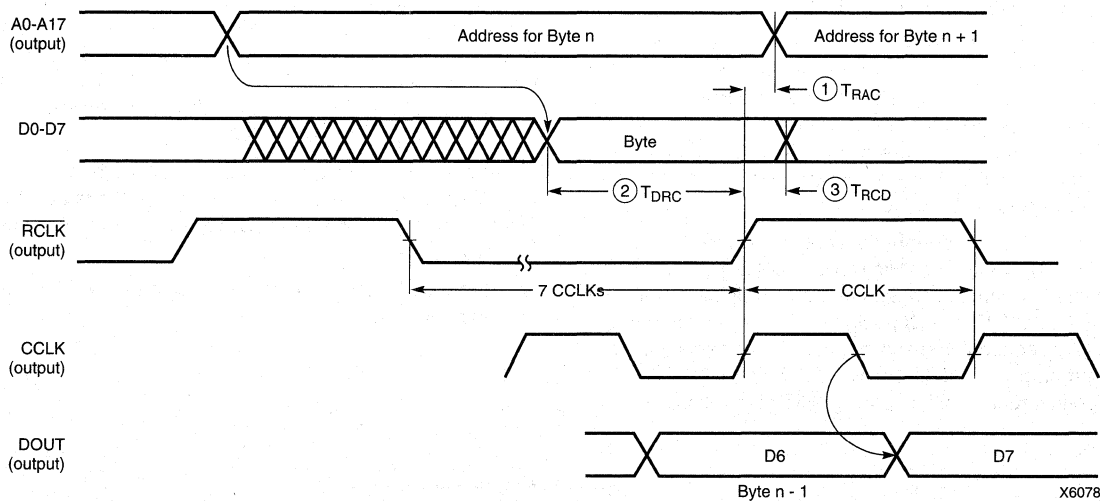 A0-A17
(output)
Address for Byte n
Address for Byte n + 1
1 TRAC
D0-D7
Byte
2 TDRC
3 TRCD
RCLK
(output)
7 CCLKs
CCLK
CCLK
(output)
DOUT
(output)
D6
D7
Byte n - 1
X6078